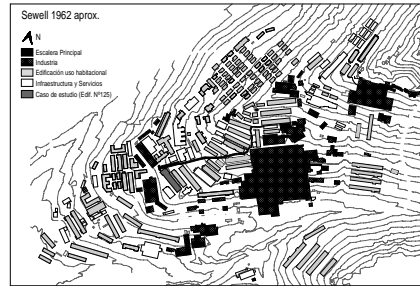 Sewell 1962 aprox.
N
Escalera Principal
Industria
Edificación uso habitacional
Infraestructura y Servicios
Caso de estudio (Edif. Nº125)